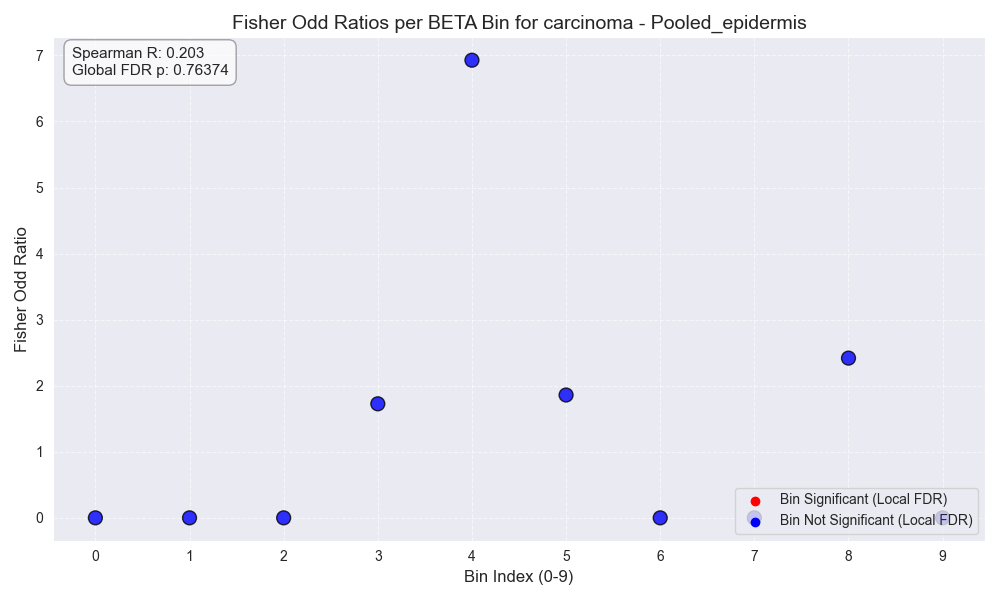 Fisher Odd Ratios per BETA Bin for carcinoma - Pooled_epidermis
Spearman R: 0.203
Global FDR p: 0.76374
Fisher Odd Ratio
7
6
5
4
3
2
1
0
0 1 2 3 4 5 6 7 8 9
Bin Index (0-9)
Bin Significant (Local FDR)
Bin Not Significant (Local FDR)